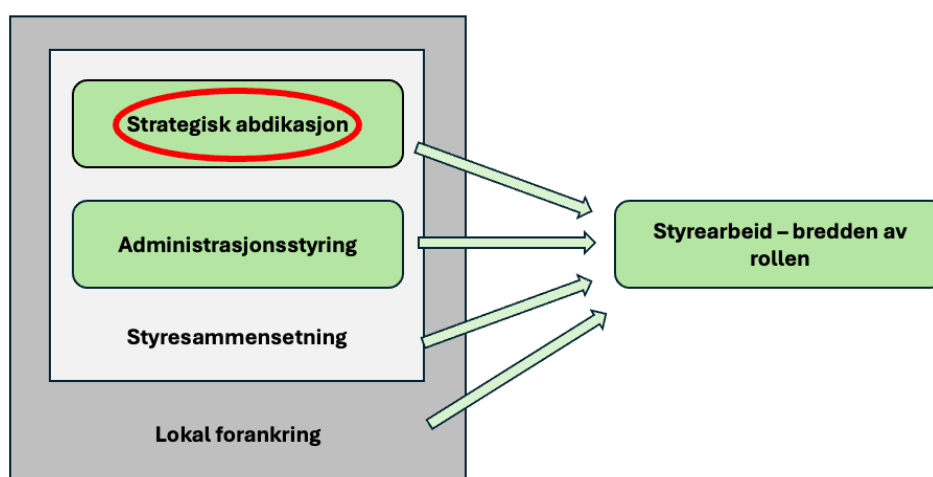 Strategisk abdikasjon
Administrasjonsstyring
Styresammensetning
Lokal forankring
Styrearbeid – bredden av
rollen